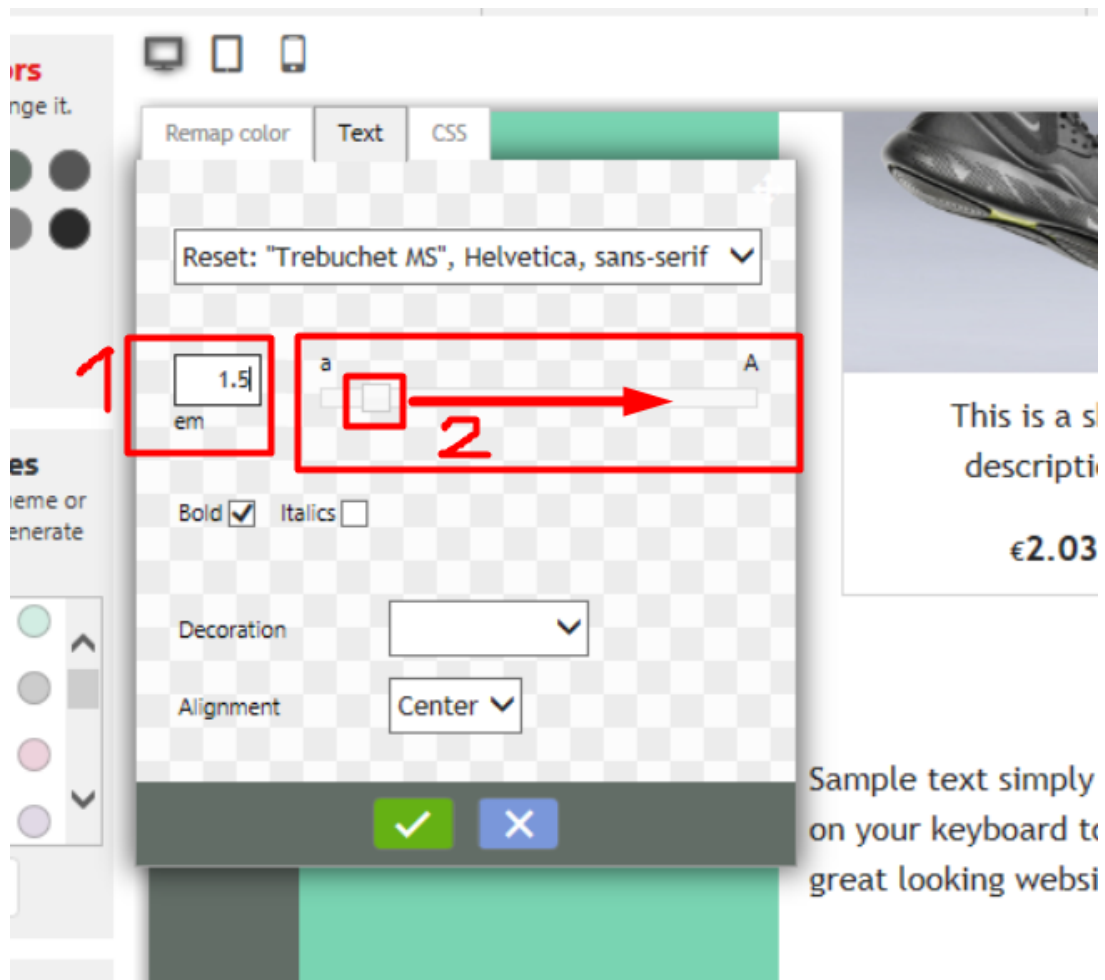 rs
nge it.
Remap color Text CSS
Reset: "Trebuchet MS", Helvetica, sans-serif
1
1.5
em
a A
2
Bold Italics
Decoration
Alignment Center
es
eme or
enerate
This is a s
descripti
€2.03
Sample text simply
on your keyboard to
great looking websi